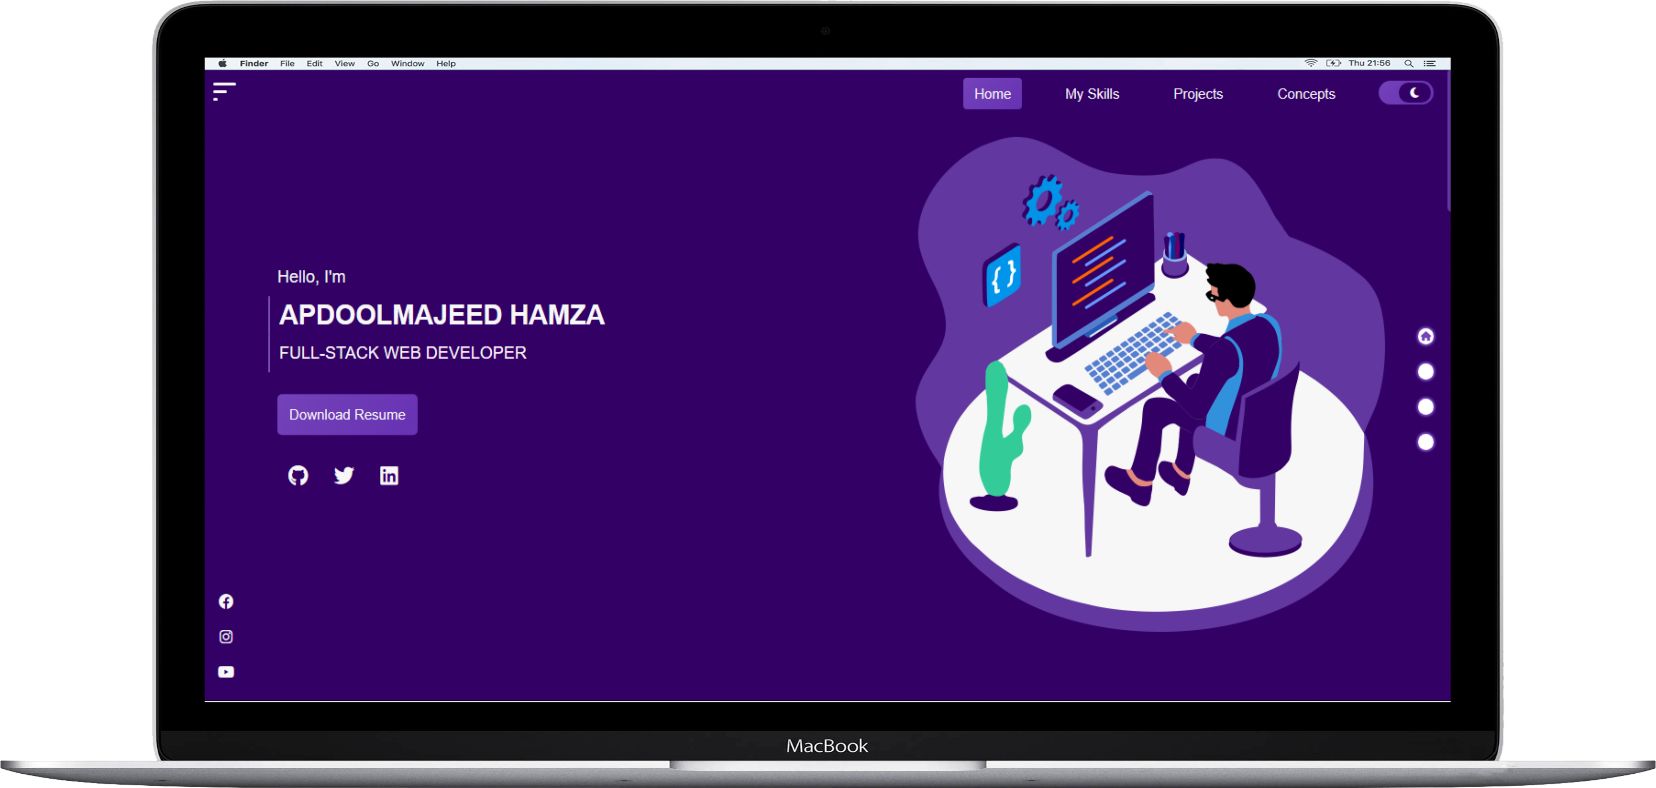 Finder File Edit View Go Window Help Thu 21:56
Home My Skills Projects Concepts
{ }
Hello, I'm
APDOOLMAJEED HAMZA
FULL-STACK WEB DEVELOPER
Download Resume
in
MacBook